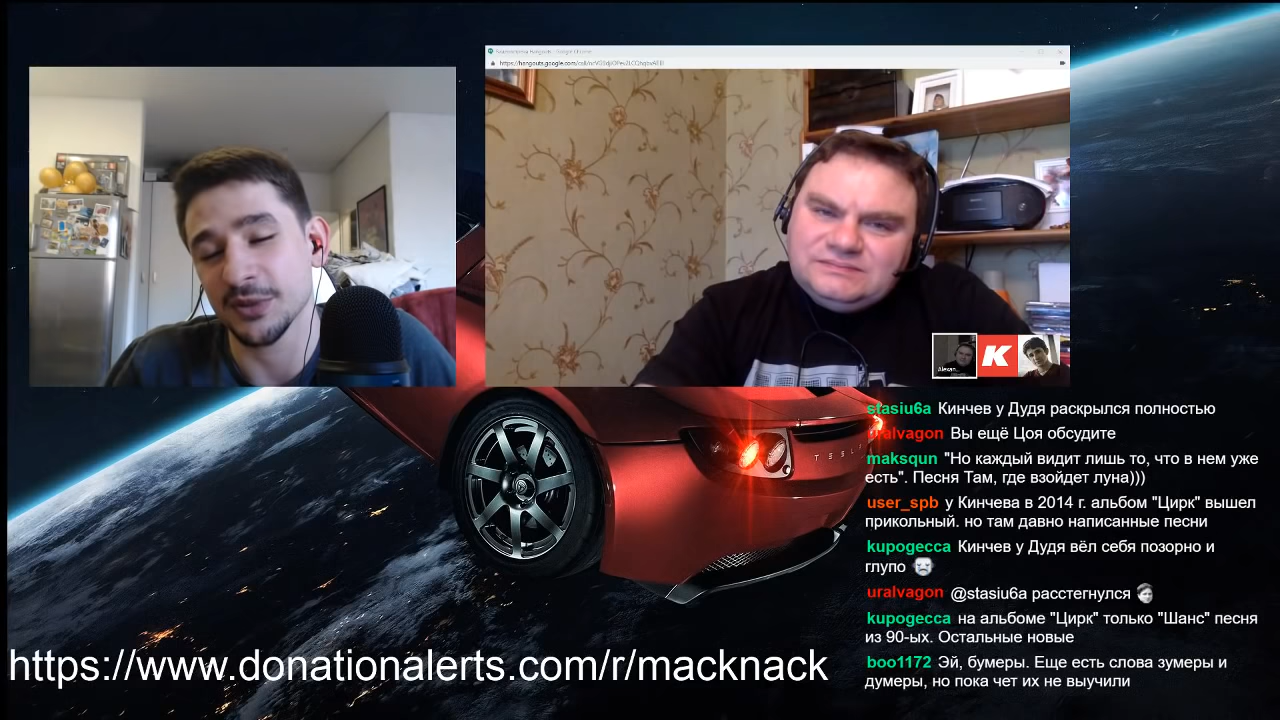 Alexan...
K
TESLA
stasiu6a Кинчев у Дудя раскрылся полностью
uralvagon Вы ещё Цоя обсудите
maksqun "Но каждый видит лишь то, что в нем уже
есть". Песня Там, где взойдет луна)))
user_spb у Кинчева в 2014 г. альбом "Цирк" вышел
прикольный. но там давно написанные песни
kupogecca Кинчев у Дудя вёл себя позорно и
глупо
uralvagon @stasiu6a расстегнулся
kupogecca на альбоме "Цирк" только "Шанс" песня
из 90-ых. Остальные новые
boo1172 Эй, бумеры. Еще есть слова зумеры и
думеры, но пока чет их не выучили
https://www.donationalerts.com/r/macknack